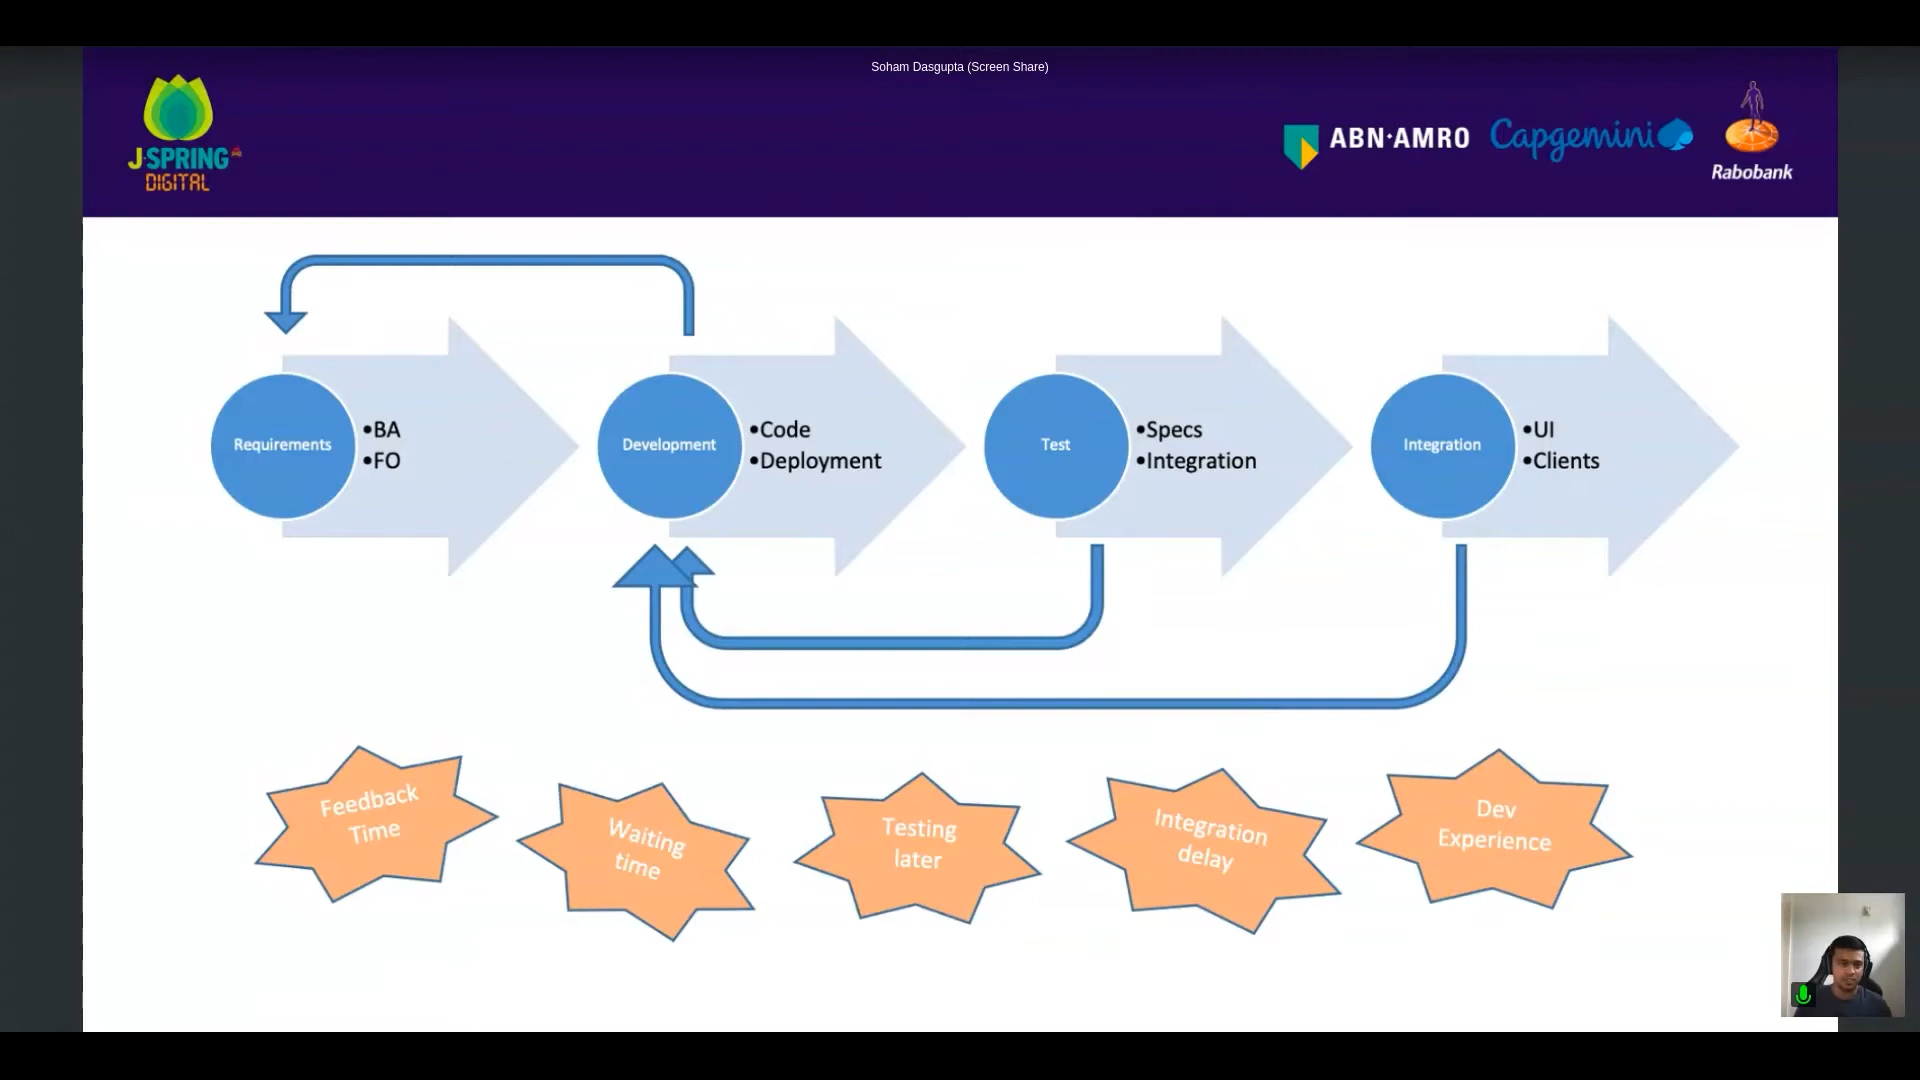 Soham Dasgupta (Screen Share)
J-SPRING
DIGITAL
ABN·AMRO
Capgemini
Rabobank
Requirements
•BA
•FO
Development
•Code
•Deployment
Test
•Specs
•Integration
Integration
•UI
•Clients
Feedback
Time
Waiting
time
Testing
later
Integration
delay
Dev
Experience